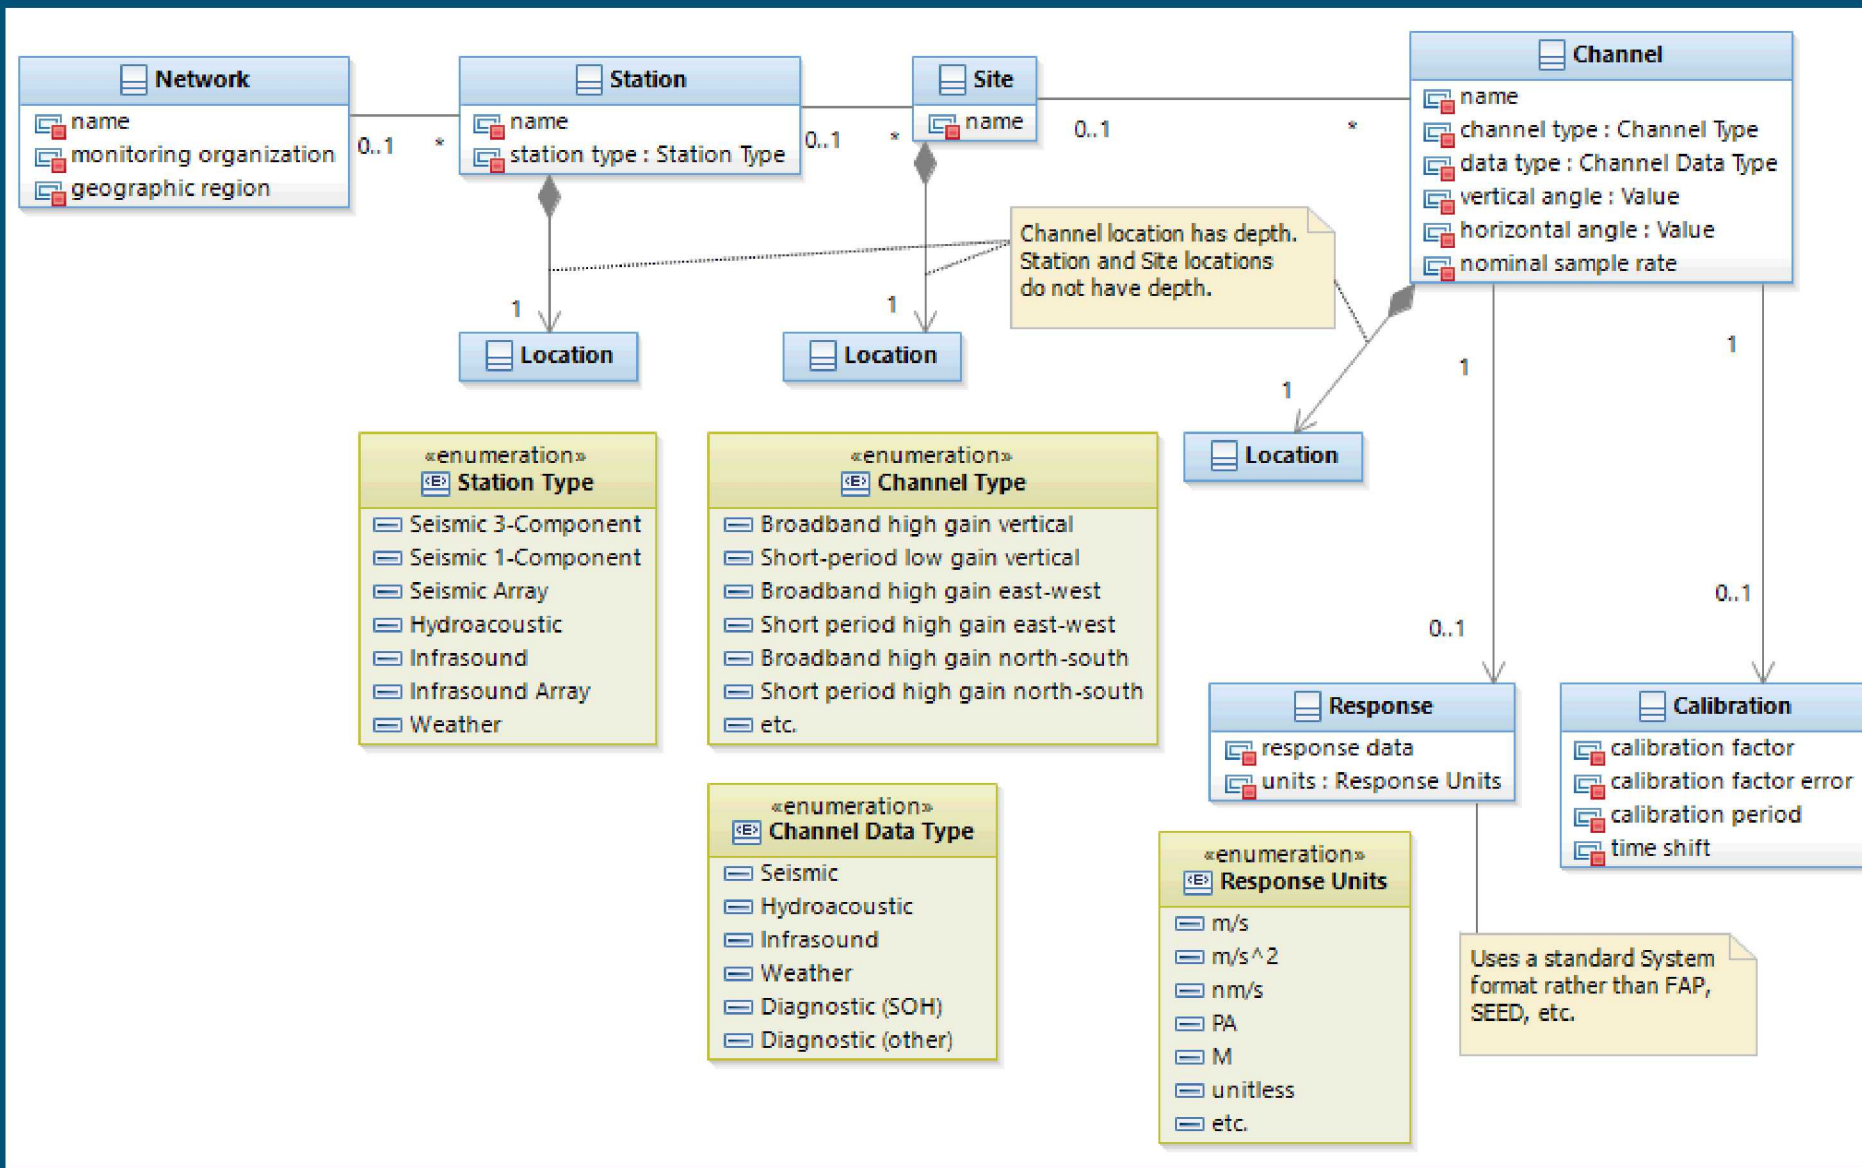 Network
name
monitoring organization
geographic region
0..1
*
Station
name
station type : Station Type
0..1
*
Site
name
0..1
*
Channel
name
channel type : Channel Type
data type : Channel Data Type
vertical angle : Value
horizontal angle : Value
nominal sample rate
Channel location has depth.
Station and Site locations
do not have depth.
1
Location
1
Location
1
Location
1
0..1
1
0..1
«enumeration»
Station Type
Seismic 3-Component
Seismic 1-Component
Seismic Array
Hydroacoustic
Infrasound
Infrasound Array
Weather
«enumeration»
Channel Type
Broadband high gain vertical
Short-period low gain vertical
Broadband high gain east-west
Short period high gain east-west
Broadband high gain north-south
Short period high gain north-south
etc.
«enumeration»
Channel Data Type
Seismic
Hydroacoustic
Infrasound
Weather
Diagnostic (SOH)
Diagnostic (other)
Response
response data
units : Response Units
Calibration
calibration factor
calibration factor error
calibration period
time shift
«enumeration»
Response Units
m/s
m/s^2
nm/s
PA
M
unitless
etc.
Uses a standard System
format rather than FAP,
SEED, etc.